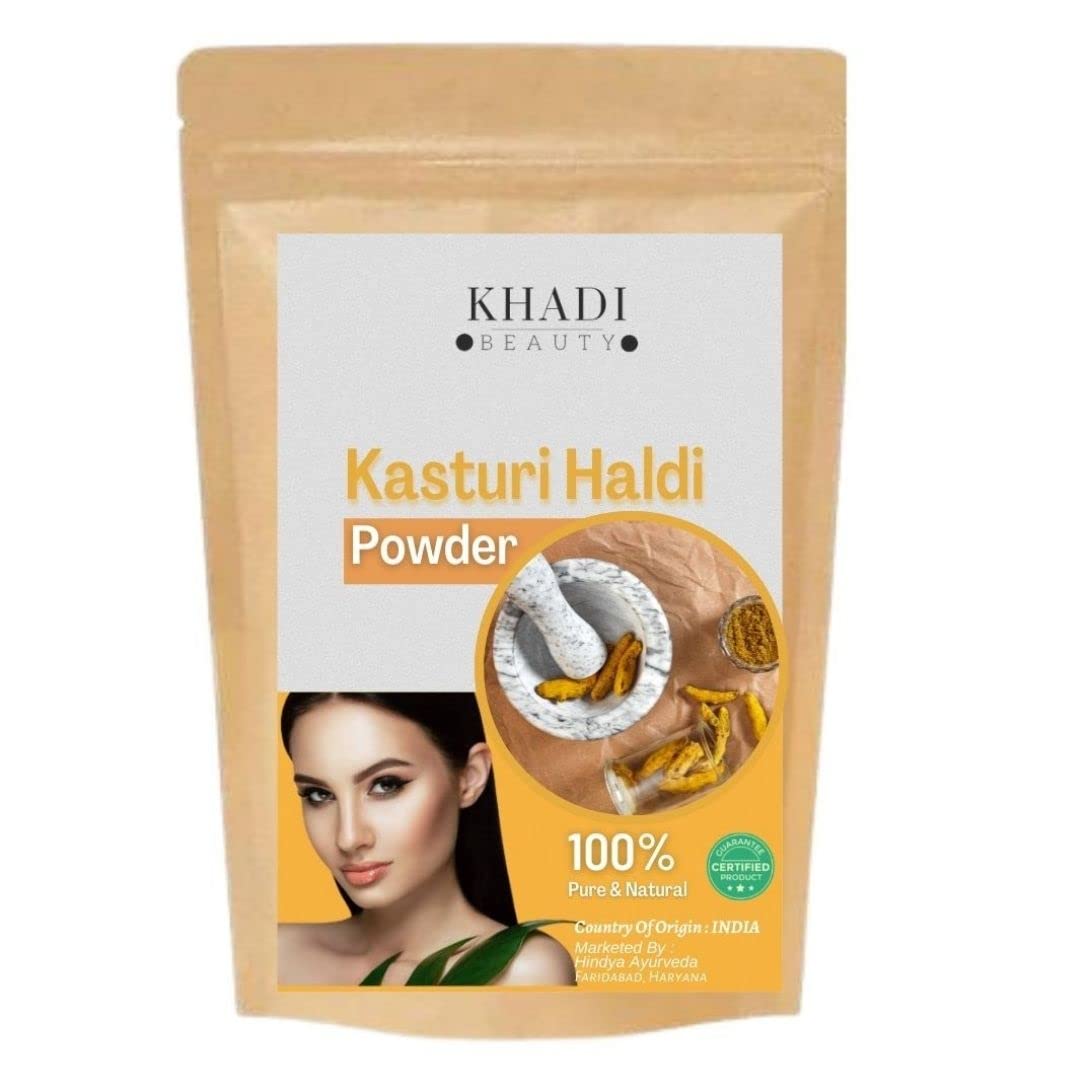 KHADI
BEAUTY
Kasturi Haldi
Powder
100%
Pure & Natural
GUARANTEE
CERTIFIED
PRODUCT
Country Of Origin : INDIA
Marketed By :
Hindya Ayurveda
FARIDABAD, HARYANA